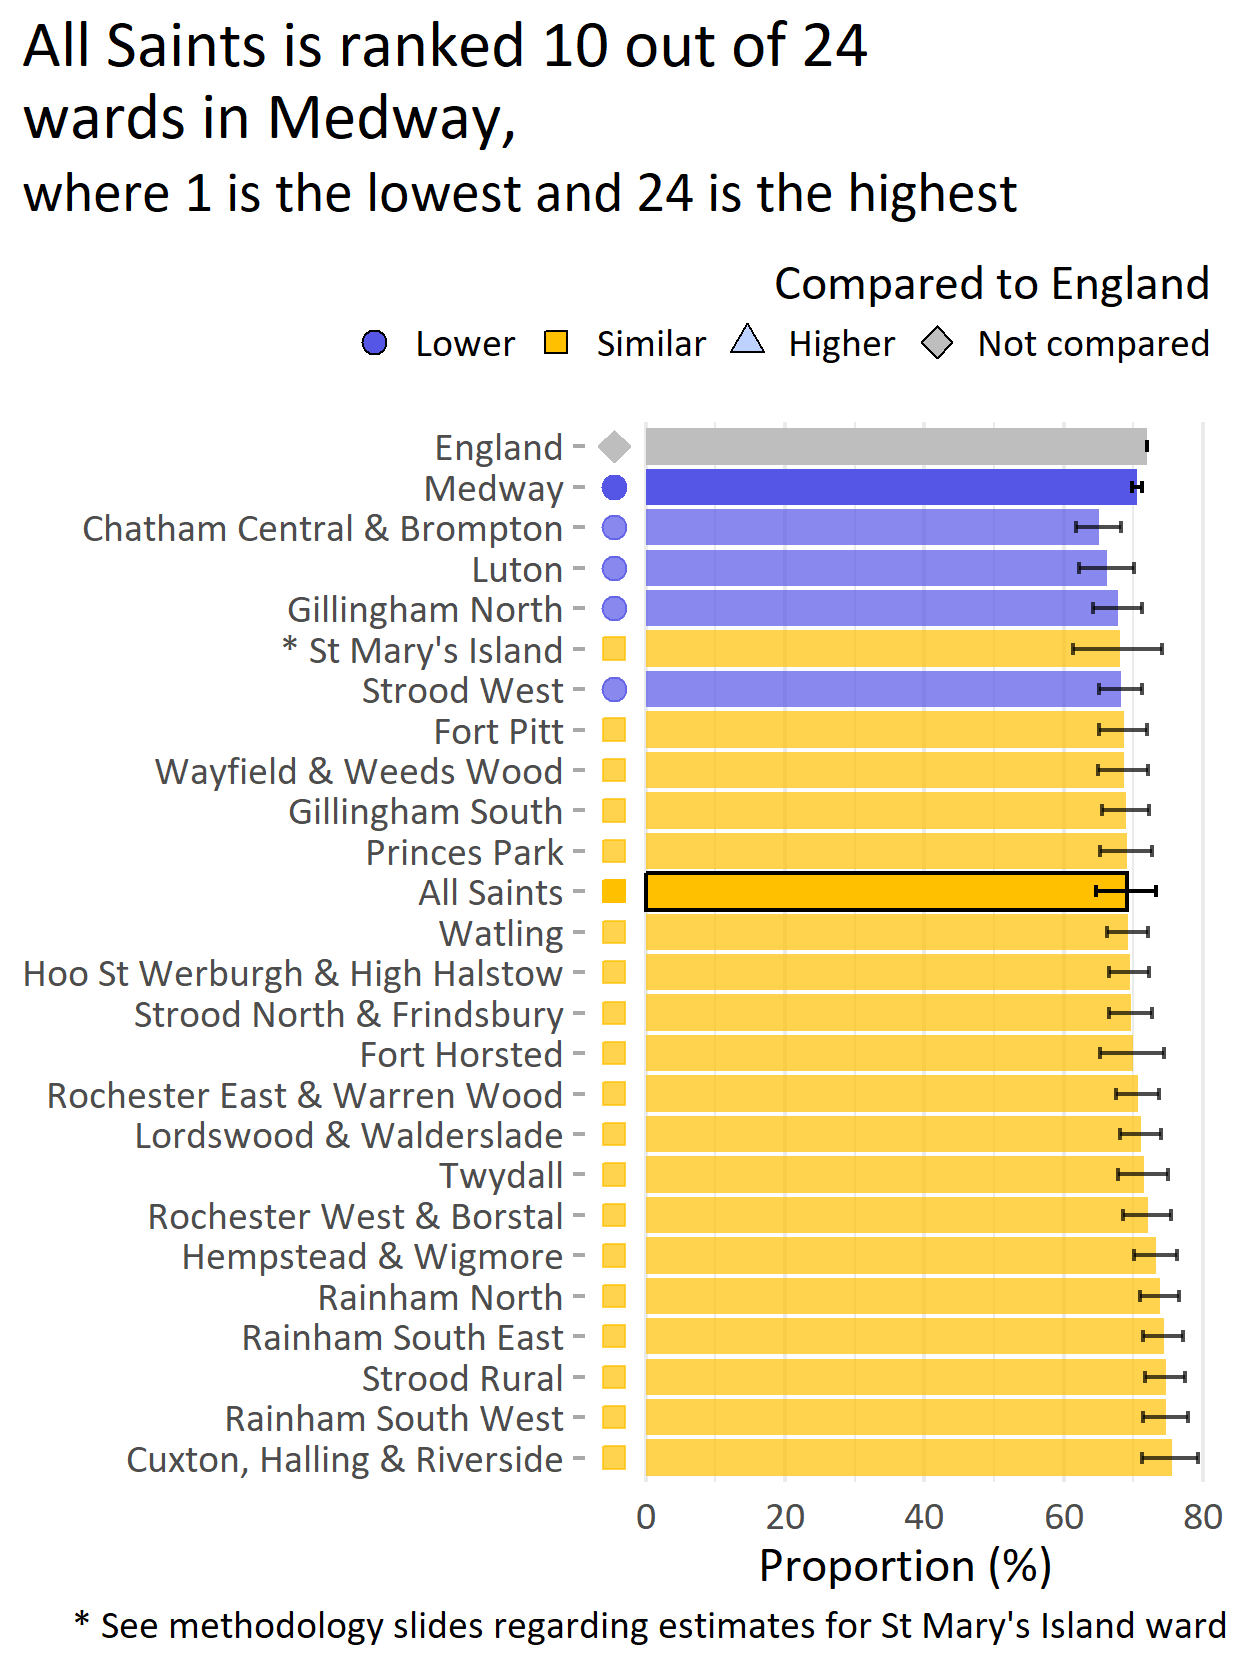 All Saints is ranked 10 out of 24
wards in Medway,
where 1 is the lowest and 24 is the highest
Compared to England
Lower Similar Higher Not compared
England
Medway
Chatham Central & Brompton
Luton
Gillingham North
* St Mary's Island
Strood West
Fort Pitt
Wayfield & Weeds Wood
Gillingham South
Princes Park
All Saints
Watling
Hoo St Werburgh & High Halstow
Strood North & Frindsbury
Fort Horsted
Rochester East & Warren Wood
Lordswood & Walderslade
Twydall
Rochester West & Borstal
Hempstead & Wigmore
Rainham North
Rainham South East
Strood Rural
Rainham South West
Cuxton, Halling & Riverside
0 20 40 60 80
Proportion (%)
* See methodology slides regarding estimates for St Mary's Island ward